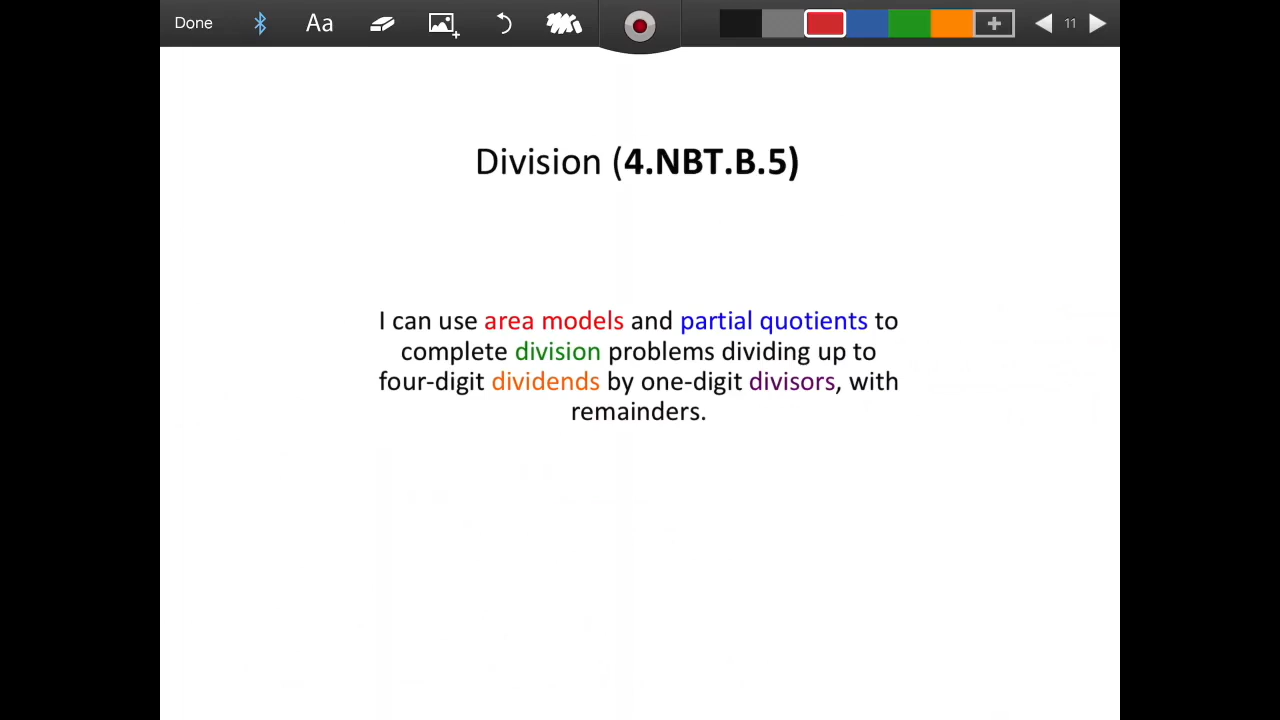 Done Aa 11
Division (4.NBT.B.5)
I can use area models and partial quotients to
complete division problems dividing up to
four-digit dividends by one-digit divisors, with
remainders.